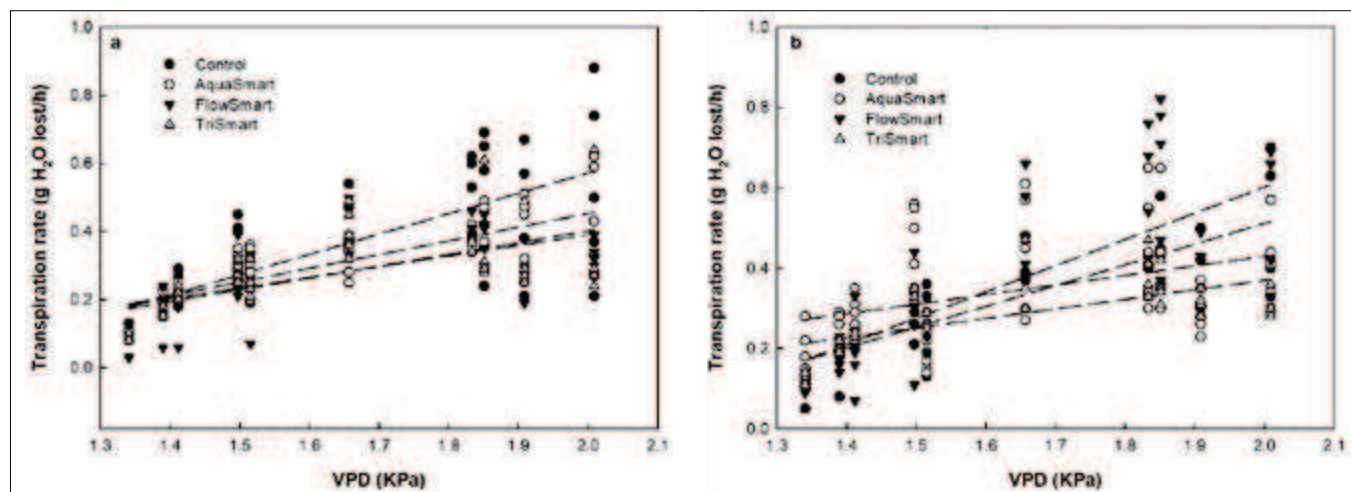 a
Control
AquaSmart
FlowSmart
TriSmart
Transpiration rate (g H₂O lost/h)
1.0
0.8
0.6
0.4
0.2
0.0
1.3 1.4 1.5 1.6 1.7 1.8 1.9 2.0 2.1
VPD (KPa)
b
Control
AquaSmart
FlowSmart
TriSmart
Transpiration rate (g H₂O lost/h)
1.0
0.8
0.6
0.4
0.2
0.0
1.3 1.4 1.5 1.6 1.7 1.8 1.9 2.0 2.1
VPD (KPa)